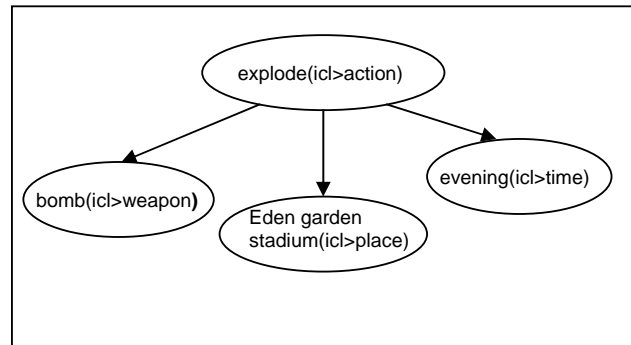 explode(icl>action)
bomb(icl>weapon)
evening(icl>time)
Eden garden
stadium(icl>place)